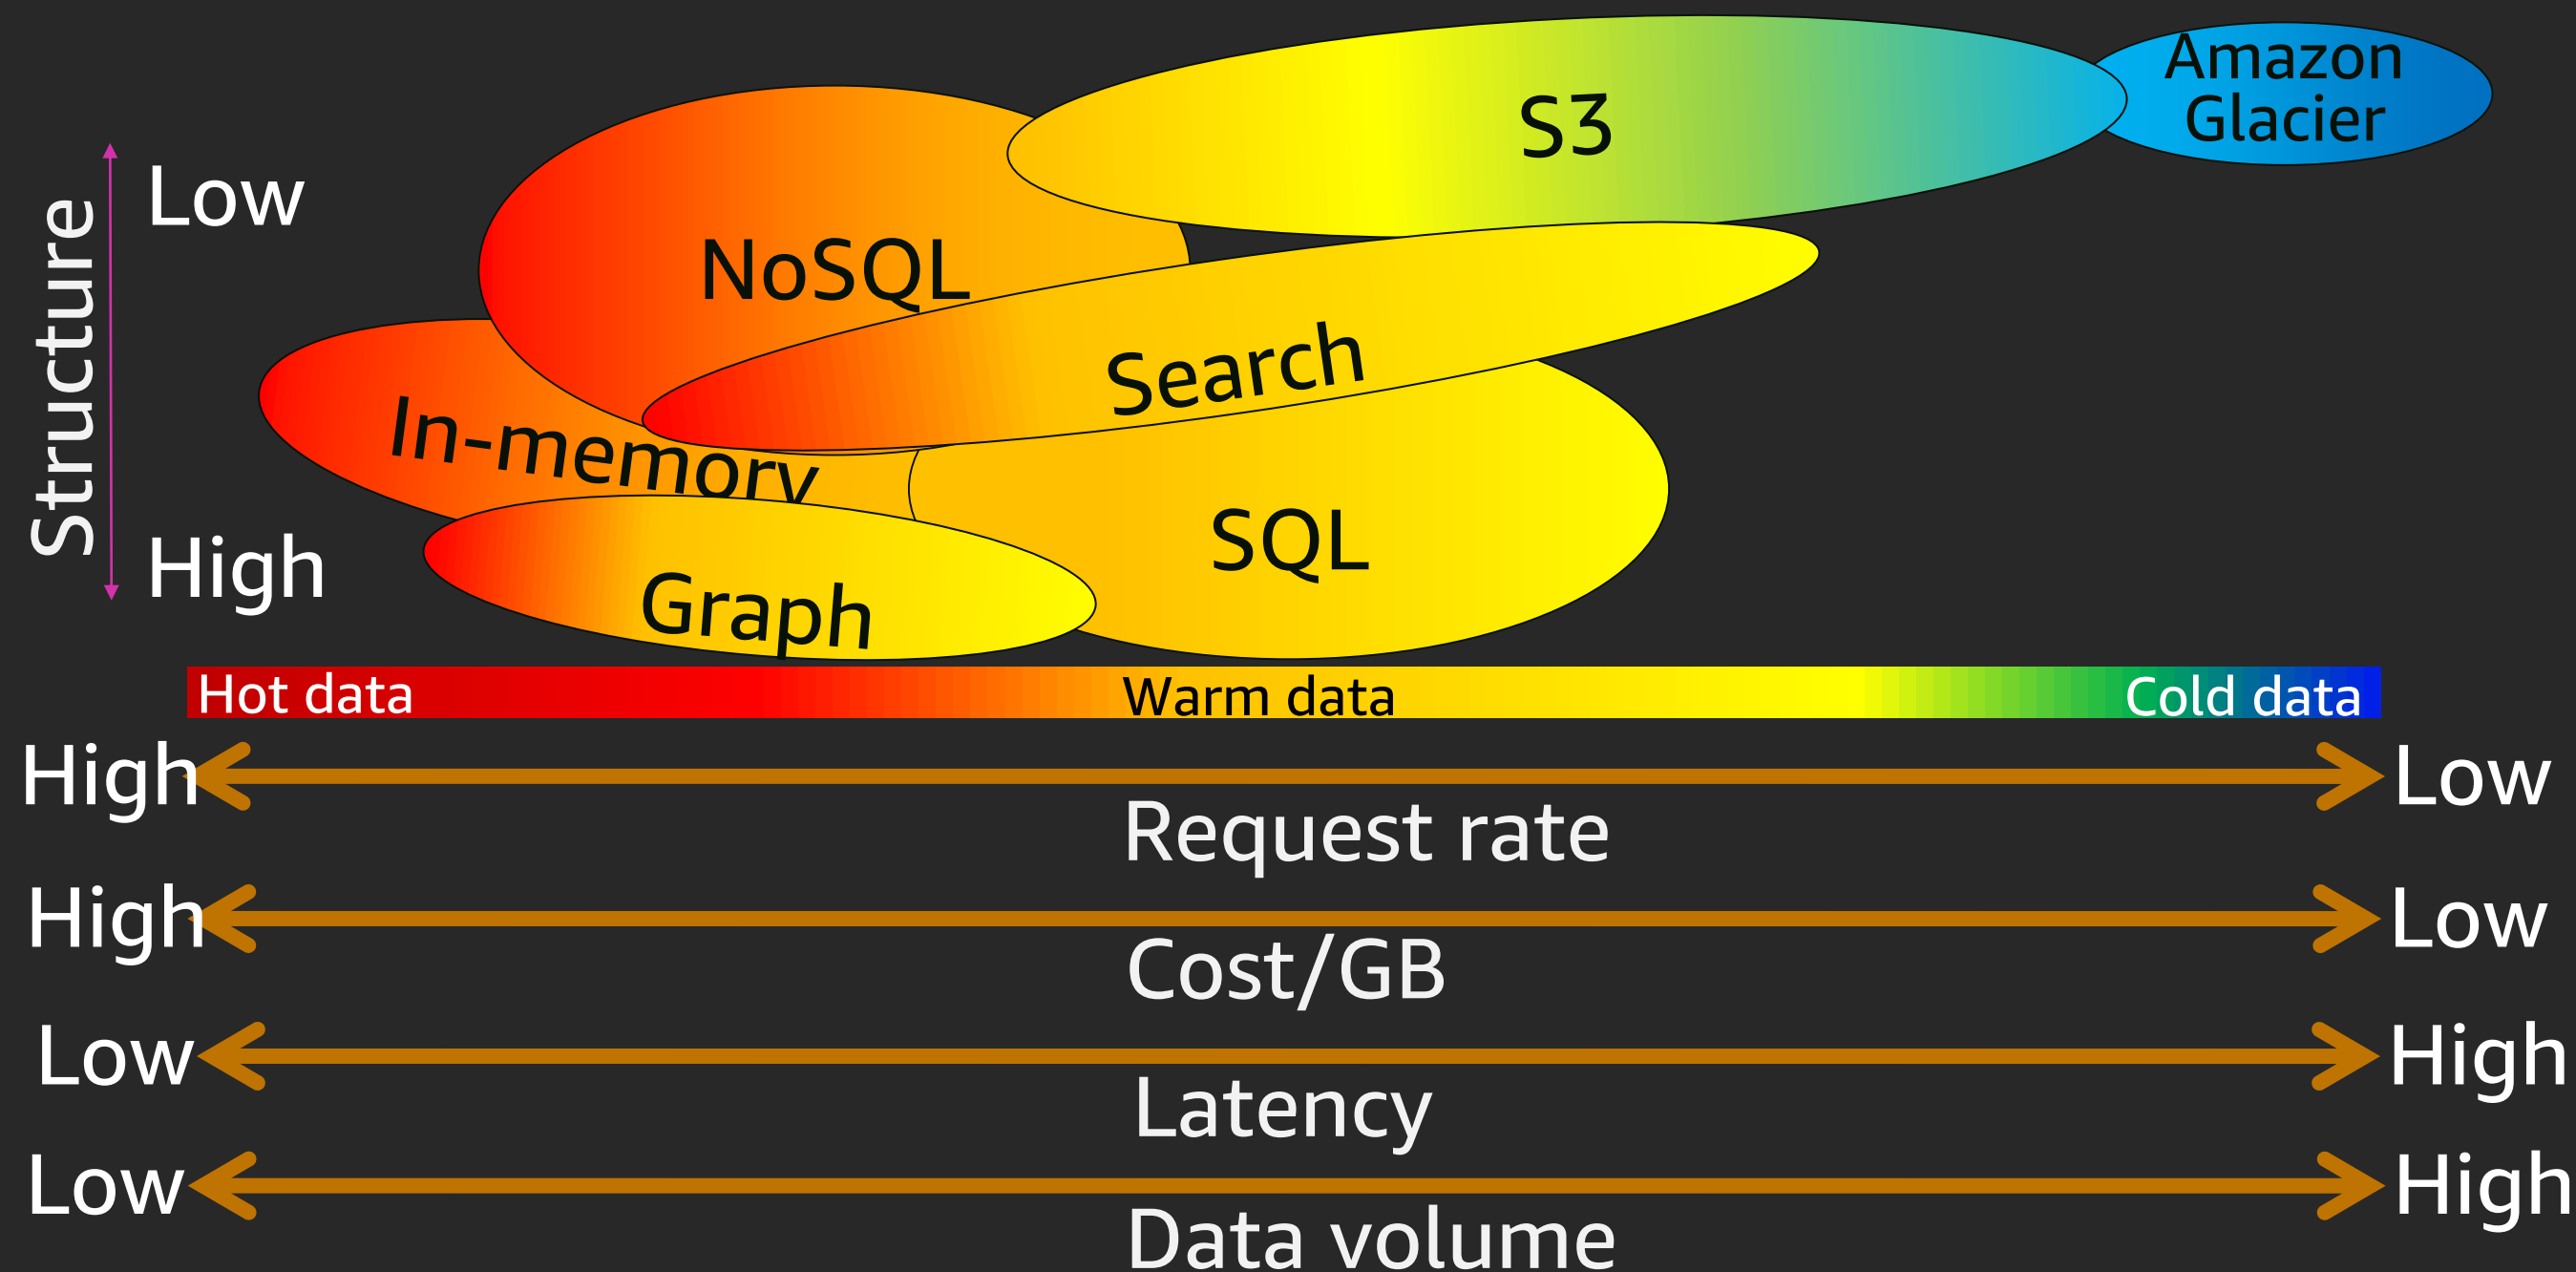 Amazon
Glacier
S3
Low
NoSQL
Structure
Search
In-memory
High
SQL
Graph
Hot data
Warm data
Cold data
High
Low
Request rate
High
Low
Cost/GB
Low
High
Latency
Low
High
Data volume